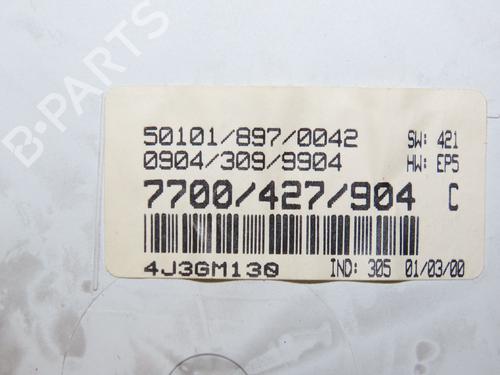 50101/897/0042 SW: 421
0904/309/9904 HW: EP5
7700/427/904 C
4J3GM130 IND: 305 01/03/00
B-PARTS